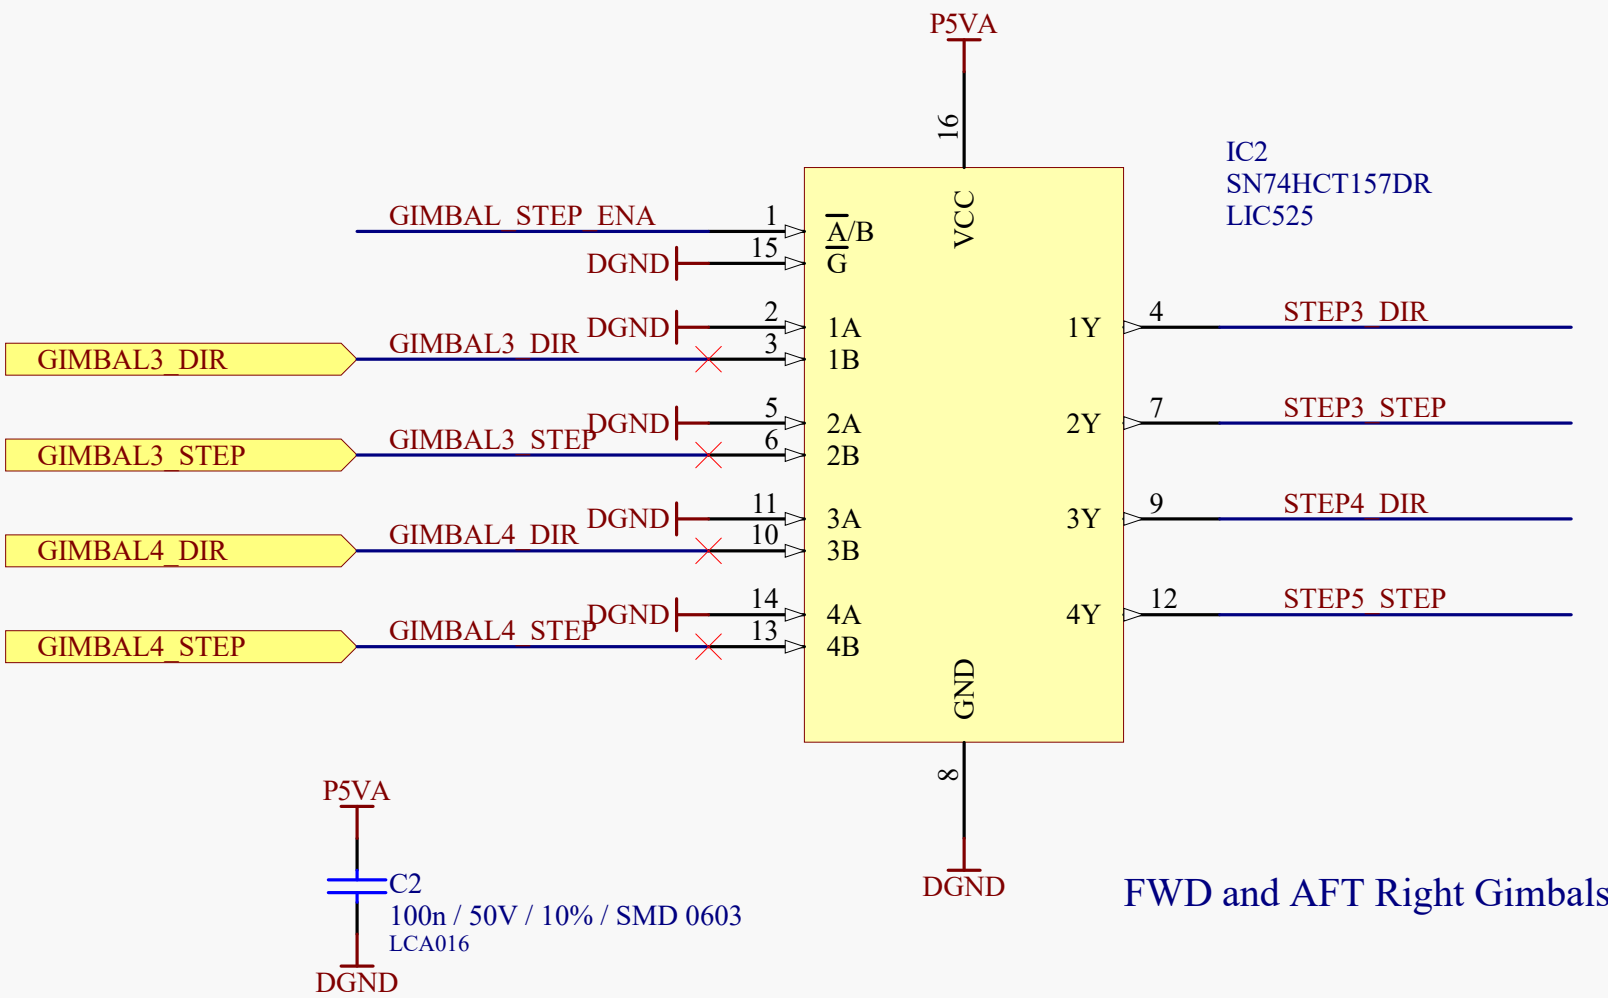 P5VA
16
IC2
SN74HCT157DR
LIC525
VCC
GIMBAL_STEP_ENA
1
A/B
DGND
15
G
DGND
2
1A
1Y
4
STEP3_DIR
GIMBAL3_DIR
GIMBAL3_DIR
3
1B
DGND
5
2A
2Y
7
STEP3_STEP
GIMBAL3_STEP
GIMBAL3_STEP
6
2B
DGND
11
3A
3Y
9
STEP4_DIR
GIMBAL4_DIR
GIMBAL4_DIR
10
3B
DGND
14
4A
4Y
12
STEP5_STEP
GIMBAL4_STEP
GIMBAL4_STEP
13
4B
GND
8
DGND
P5VA
C2
100n / 50V / 10% / SMD 0603
LCA016
DGND
FWD and AFT Right Gimbals